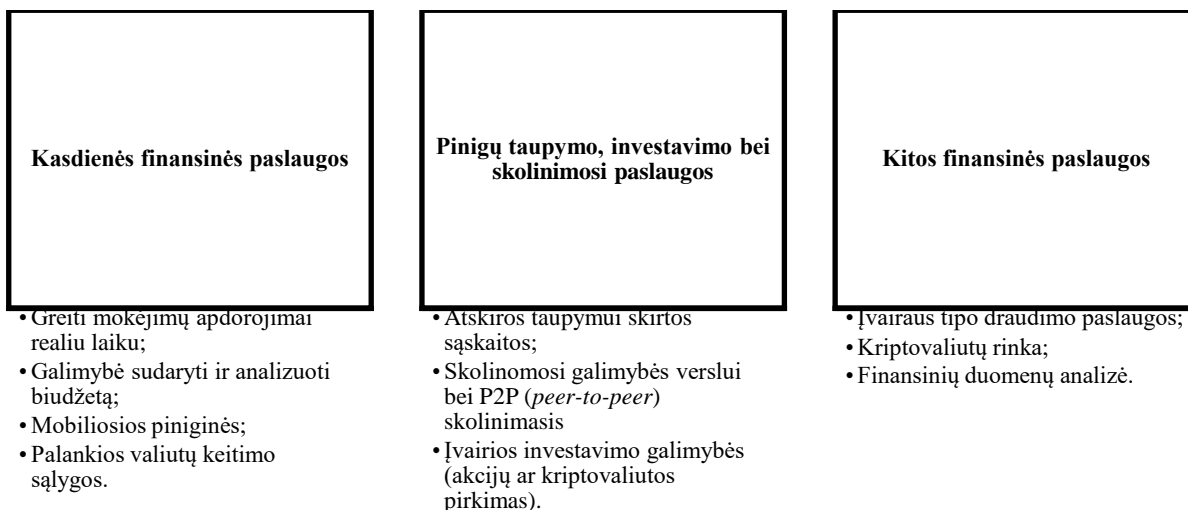 Kasdienės finansinės paslaugos
• Greiti mokėjimų apdorojimai
realiu laiku;
• Galimybė sudaryti ir analizuoti
biudžetą;
• Mobiliosios piniginės;
• Palankios valiutų keitimo
sąlygos.
Pinigų taupymo, investavimo bei
skolinimosi paslaugos
• Atskiros taupymui skirtos
sąskaitos;
• Skolinomosi galimybės verslui
bei P2P (peer-to-peer)
skolinimasis
• Įvairios investavimo galimybės
(akcijų ar kriptovaliutos
pirkimas).
Kitos finansinės paslaugos
• Įvairaus tipo draudimo paslaugos;
• Kriptovaliutų rinka;
• Finansinių duomenų analizė.